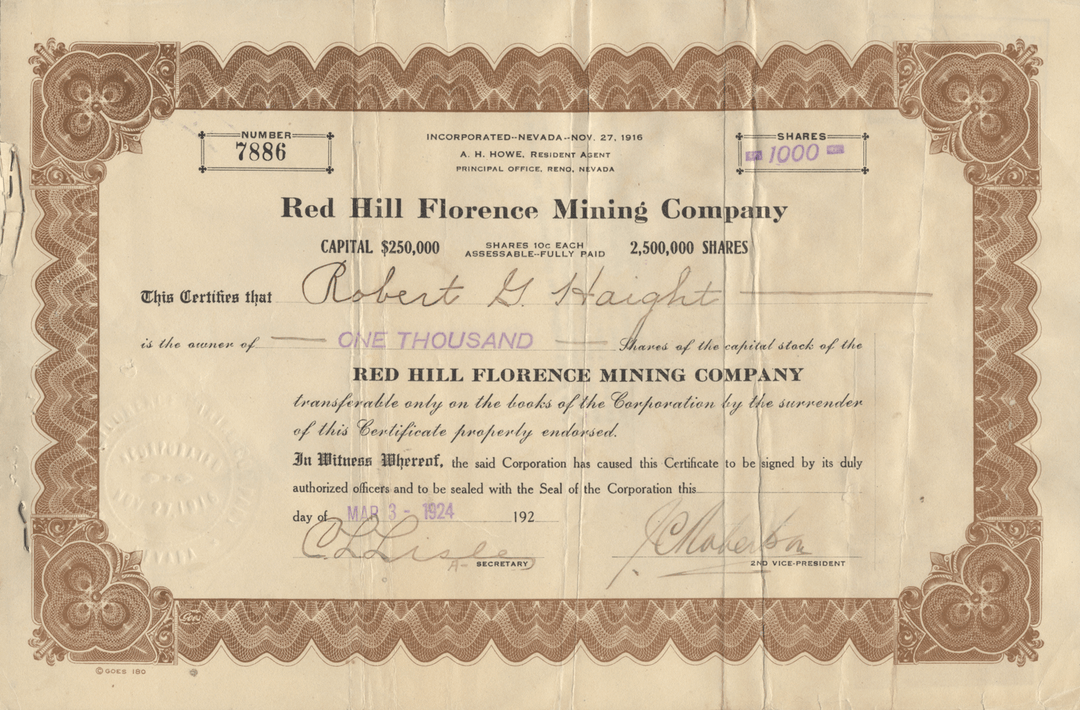 NUMBER
7886
INCORPORATED--NEVADA--NOV. 27, 1916
A. H. HOWE, RESIDENT AGENT
PRINCIPAL OFFICE, RENO, NEVADA
SHARES
1000
Red Hill Florence Mining Company
CAPITAL $250,000 SHARES 10c EACH ASSESSABLE--FULLY PAID 2,500,000 SHARES
This Certifies that Robert G. Haight
is the owner of ONE THOUSAND Shares of the capital stock of the
RED HILL FLORENCE MINING COMPANY
transferable only on the books of the Corporation by the surrender
of this Certificate properly endorsed.
In Witness Whereof, the said Corporation has caused this Certificate to be signed by its duly
authorized officers and to be sealed with the Seal of the Corporation this
day of MAR 3 - 1924 192
C L Lisle J. C. Robertson
A- SECRETARY 2ND VICE-PRESIDENT
GOES
© GOES 180